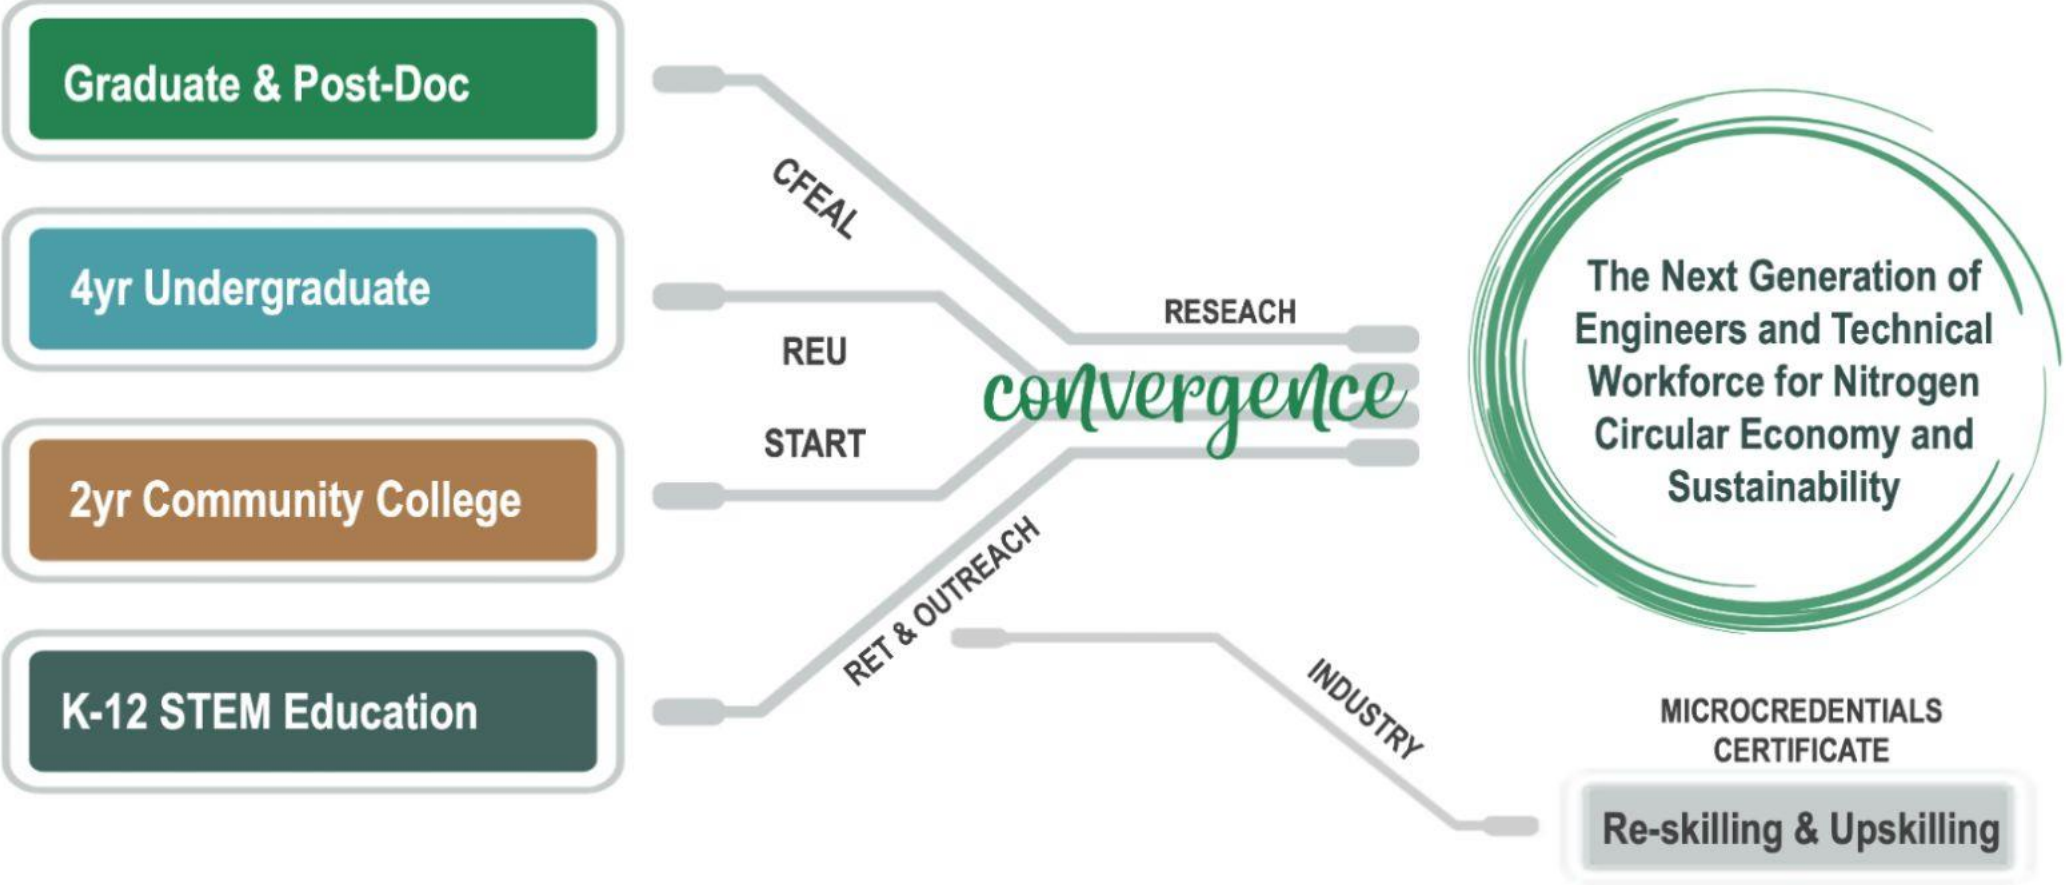 Graduate & Post-Doc
CFEAL
4yr Undergraduate
REU
RESEACH
convergence
START
2yr Community College
RET & OUTREACH
K-12 STEM Education
The Next Generation of
Engineers and Technical
Workforce for Nitrogen
Circular Economy and
Sustainability
INDUSTRY
MICROCREDENTIALS
CERTIFICATE
Re-skilling & Upskilling